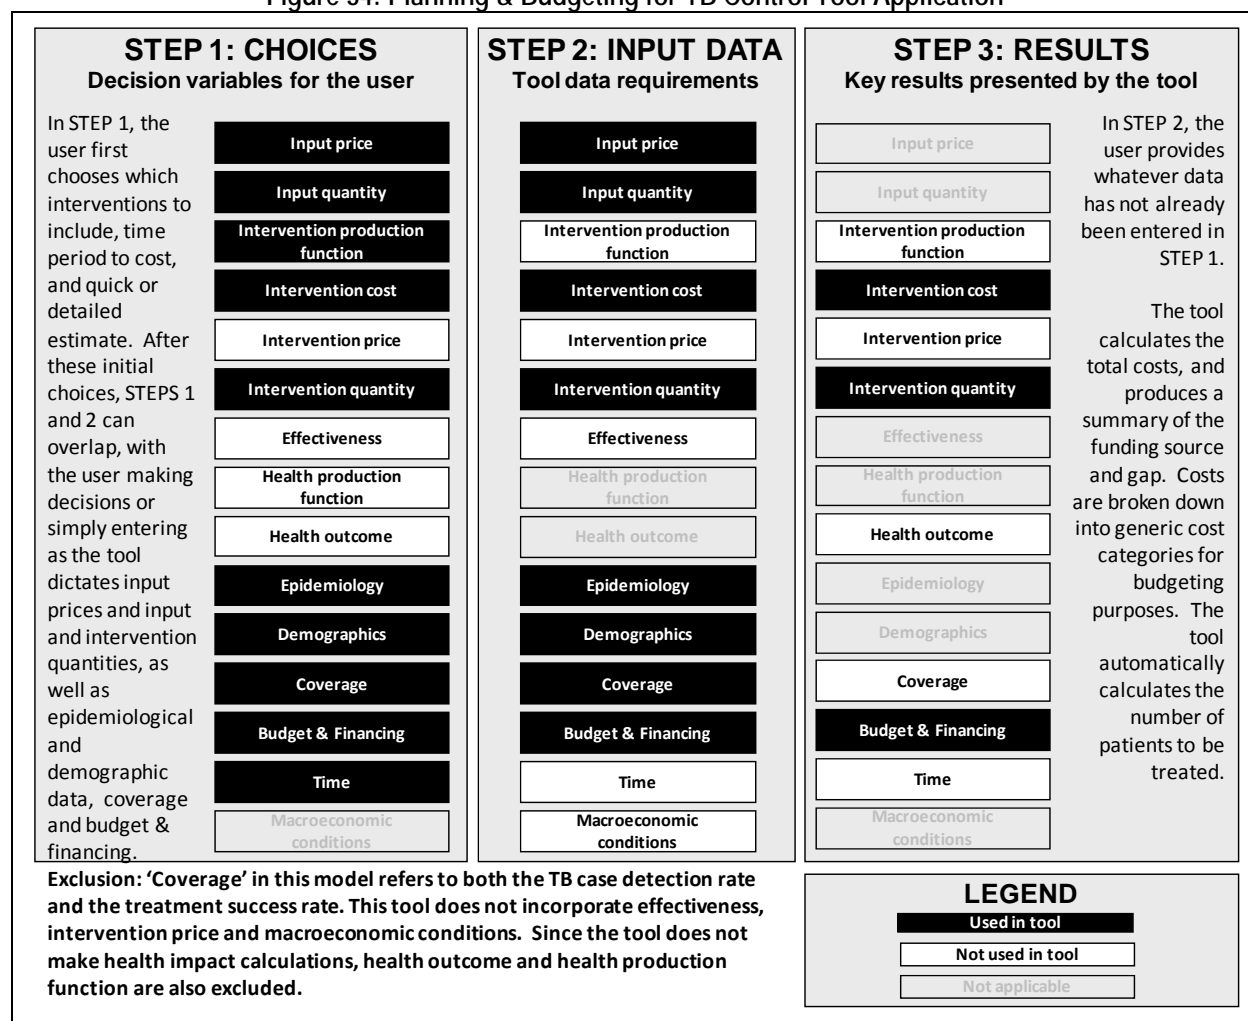 Figure 34: Planning & Budgeting for TB Control Tool Application
STEP 1: CHOICES
Decision variables for the user
In STEP 1, the
user first
chooses which
interventions to
include, time
period to cost,
and quick or
detailed
estimate. After
these initial
choices, STEPS 1
and 2 can
overlap, with
the user making
decisions or
simply entering
as the tool
dictates input
prices and input
and intervention
quantities, as
well as
epidemiological
and
demographic
data, coverage
and budget &
financing.
Input price
Input quantity
Intervention production
function
Intervention cost
Intervention price
Intervention quantity
Effectiveness
Health production
function
Health outcome
Epidemiology
Demographics
Coverage
Budget & Financing
Time
Macroeconomic
conditions
STEP 2: INPUT DATA
Tool data requirements
Input price
Input quantity
Intervention production
function
Intervention cost
Intervention price
Intervention quantity
Effectiveness
Health production
function
Health outcome
Epidemiology
Demographics
Coverage
Budget & Financing
Time
Macroeconomic
conditions
STEP 3: RESULTS
Key results presented by the tool
Input price
Input quantity
Intervention production
function
Intervention cost
Intervention price
Intervention quantity
Effectiveness
Health production
function
Health outcome
Epidemiology
Demographics
Coverage
Budget & Financing
Time
Macroeconomic
conditions
In STEP 2, the
user provides
whatever data
has not already
been entered in
STEP 1.
The tool
calculates the
total costs, and
produces a
summary of the
funding source
and gap. Costs
are broken down
into generic cost
categories for
budgeting
purposes. The
tool
automatically
calculates the
number of
patients to be
treated.
Exclusion: ‘Coverage’ in this model refers to both the TB case detection rate
and the treatment success rate. This tool does not incorporate effectiveness,
intervention price and macroeconomic conditions. Since the tool does not
make health impact calculations, health outcome and health production
function are also excluded.
LEGEND
Used in tool
Not used in tool
Not applicable